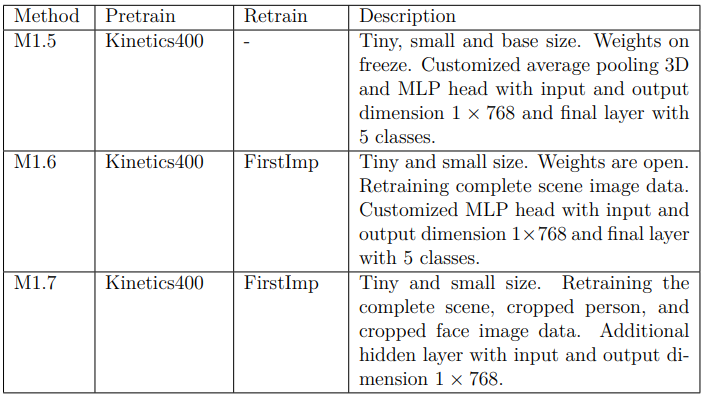 Method Pretrain Retrain Description
M1.5 Kinetics400 - Tiny, small and base size. Weights on
freeze. Customized average pooling 3D
and MLP head with input and output
dimension 1 × 768 and final layer with
5 classes.
M1.6 Kinetics400 FirstImp Tiny and small size. Weights are open.
Retraining complete scene image data.
Customized MLP head with input and
output dimension 1×768 and final layer
with 5 classes.
M1.7 Kinetics400 FirstImp Tiny and small size. Retraining the
complete scene, cropped person, and
cropped face image data. Additional
hidden layer with input and output di-
mension 1 × 768.